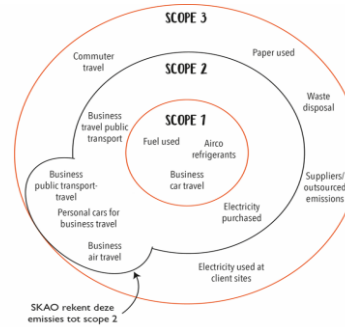 SCOPE 3
Commuter
travel
Paper used
SCOPE 2
Waste
disposal
Business
travel public
transport
SCOPE 1
Fuel used
Airco
refrigerants
Business
car travel
Business
public transport-
travel
Suppliers/
outsourced
emissions
Personal cars for
business travel
Electricity
purchased
Business
air travel
Electricity used at
client sites
SKAO rekent deze
emissies tot scope 2